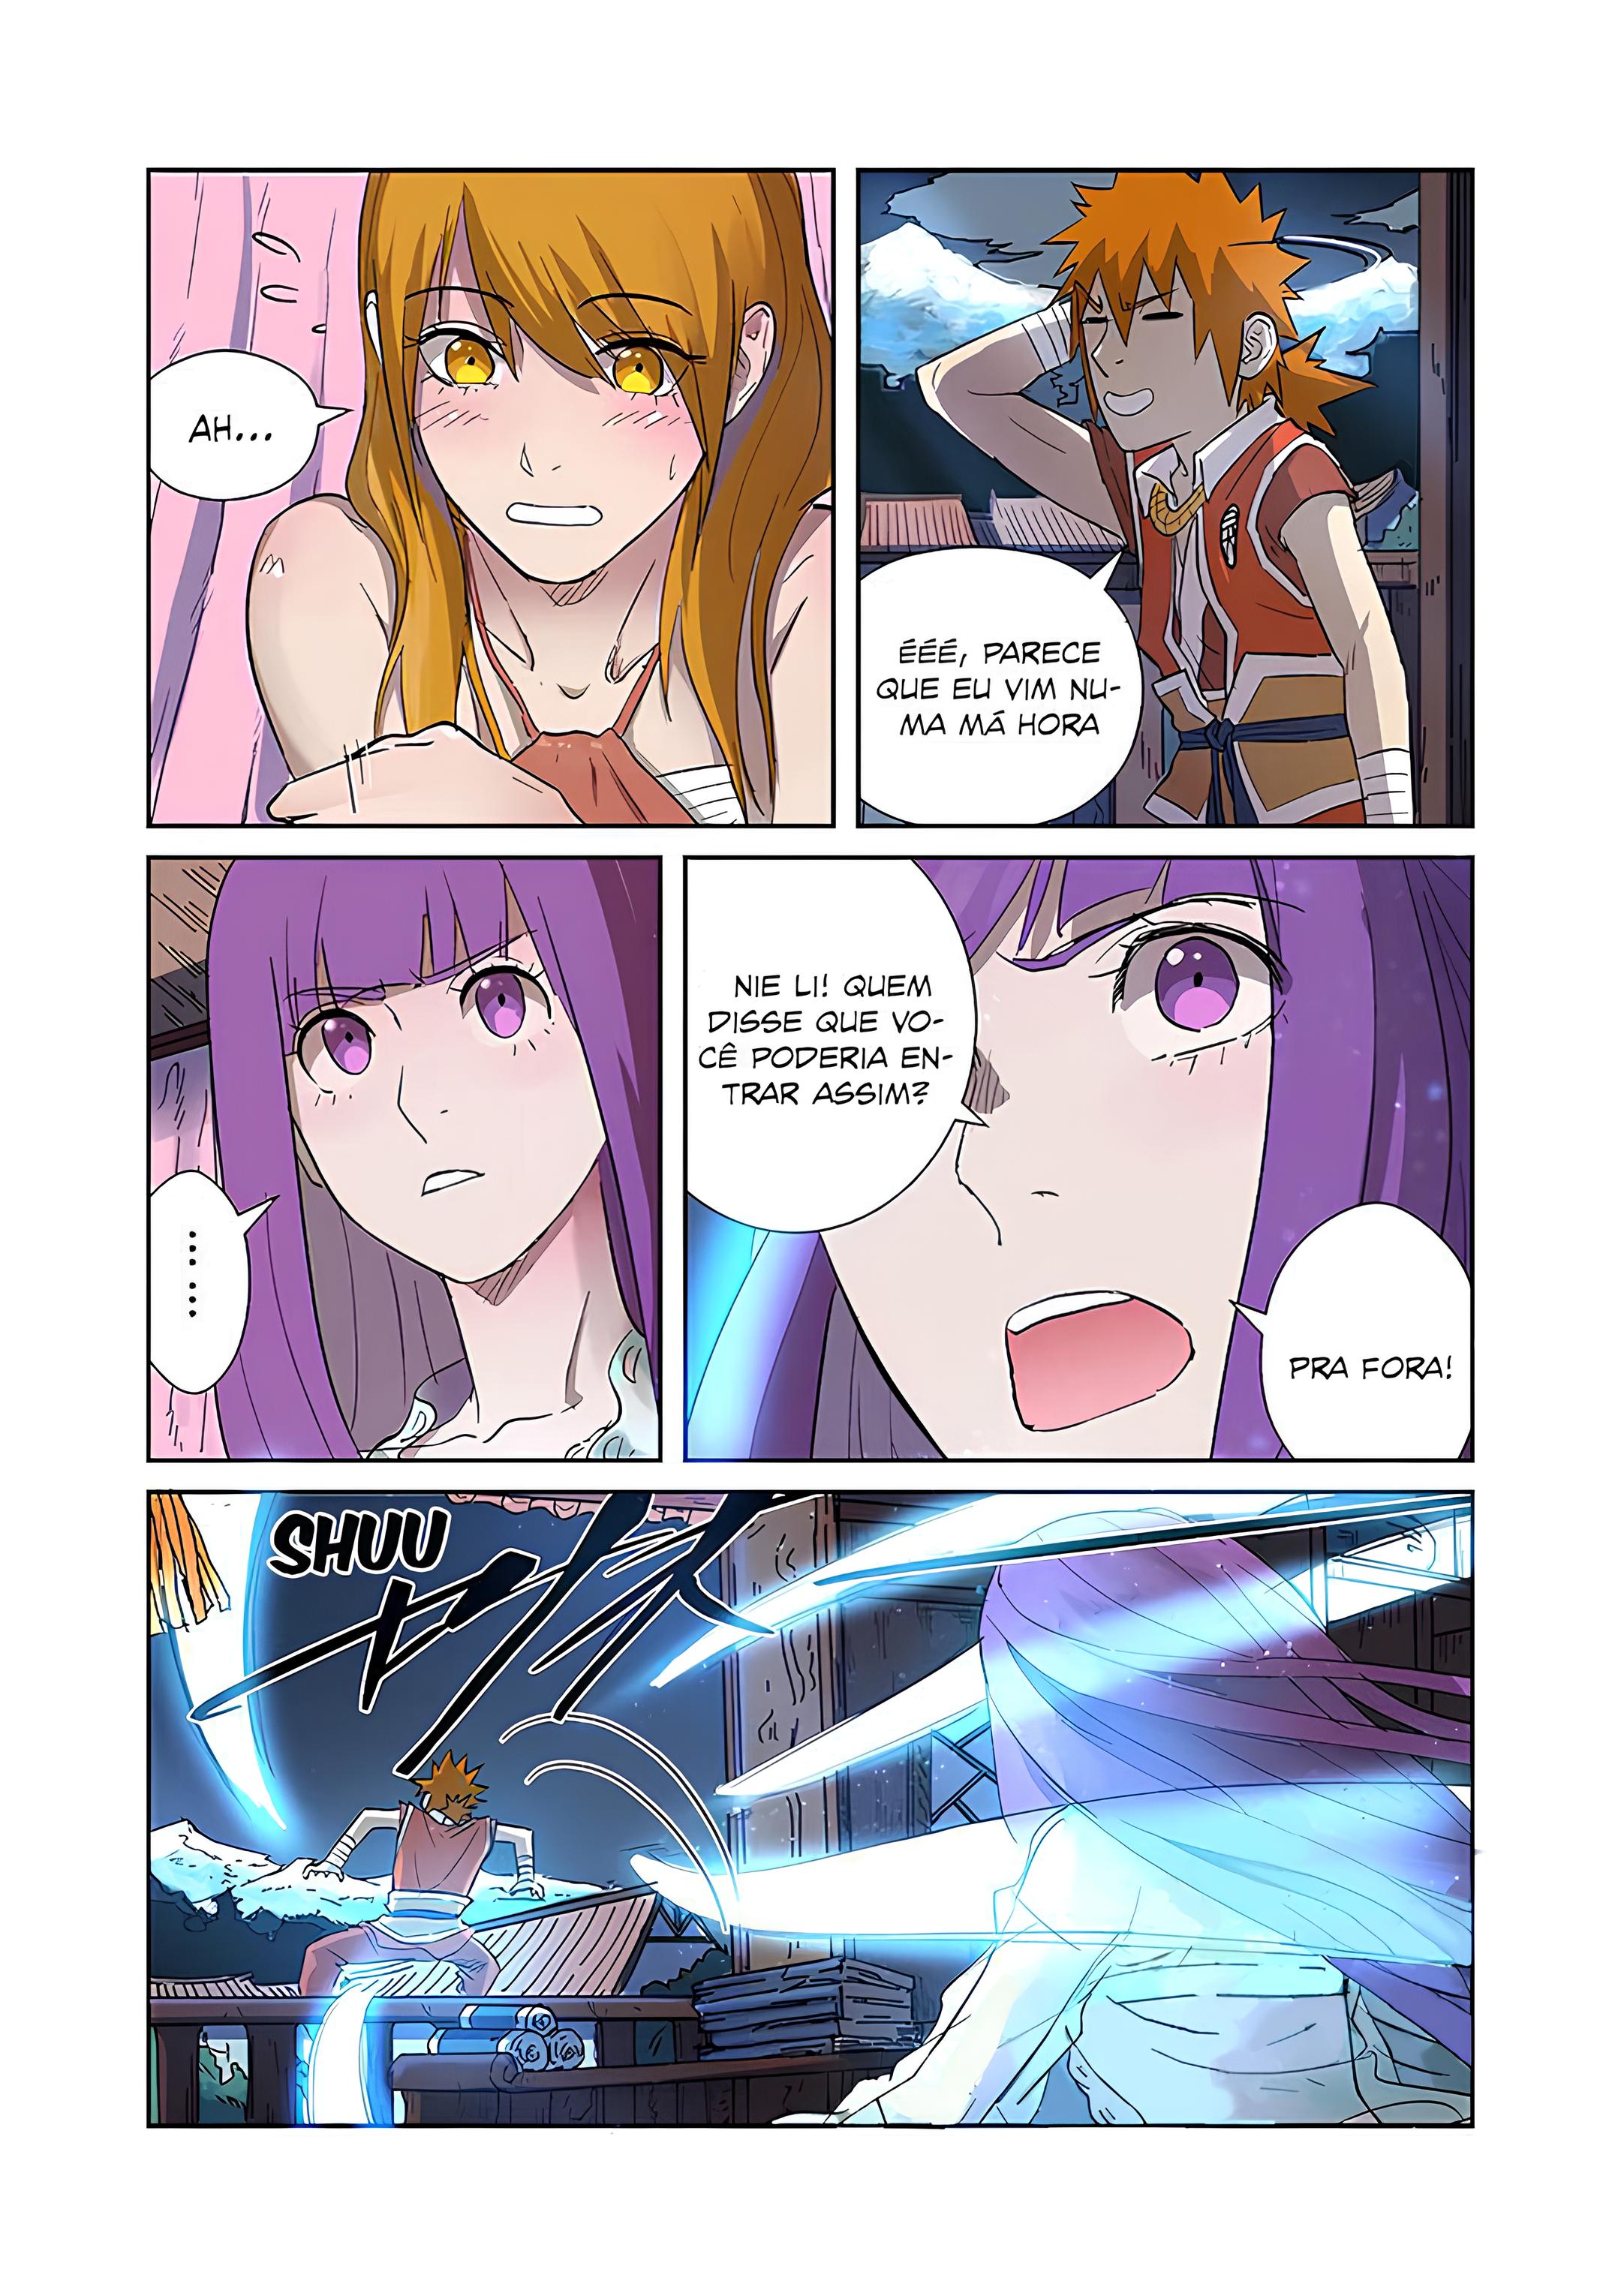 AH...
ÉÉÉ, PARECE
QUE EU VIM NU-
MA MÁ HORA
......
NIE LI! QUEM
DISSE QUE VO-
CÊ PODERIA EN-
TRAR ASSIM?
PRA FORA!
SHUU